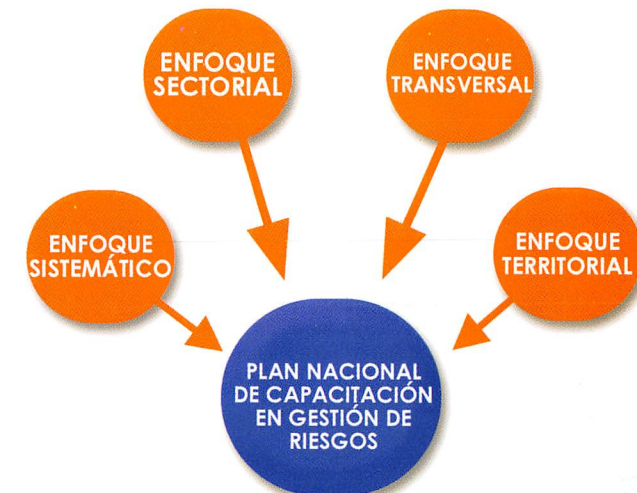 ENFOQUE
SECTORIAL
ENFOQUE
TRANSVERSAL
ENFOQUE
SISTEMÁTICO
ENFOQUE
TERRITORIAL
PLAN NACIONAL
DE CAPACITACIÓN
EN GESTIÓN DE
RIESGOS